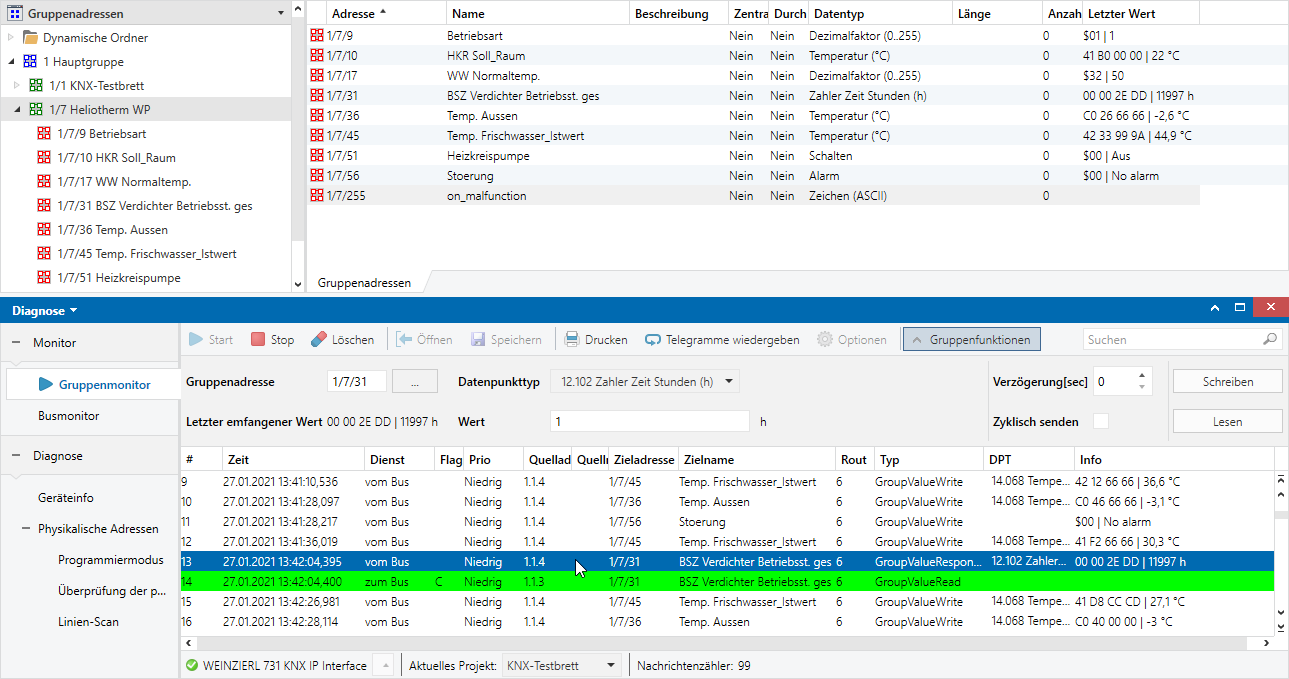 Gruppenadressen
Dynamische Ordner
1 Hauptgruppe
1/1 KNX-Testbrett
1/7 Heliotherm WP
1/7/9 Betriebsart
1/7/10 HKR Soll_Raum
1/7/17 WW Normaltemp.
1/7/31 BSZ Verdichter Betriebsst. ges
1/7/36 Temp. Aussen
1/7/45 Temp. Frischwasser_Istwert
1/7/51 Heizkreispumpe
Adresse Name Beschreibung Zentra Durch Datentyp Länge Anzah Letzter Wert
1/7/9 Betriebsart Nein Nein Dezimalfaktor (0..255) 0 $01 | 1
1/7/10 HKR Soll_Raum Nein Nein Temperatur (°C) 0 41 B0 00 00 | 22 °C
1/7/17 WW Normaltemp. Nein Nein Dezimalfaktor (0..255) 0 $32 | 50
1/7/31 BSZ Verdichter Betriebsst. ges Nein Nein Zahler Zeit Stunden (h) 0 00 00 2E DD | 11997 h
1/7/36 Temp. Aussen Nein Nein Temperatur (°C) 0 C0 26 66 66 | -2,6 °C
1/7/45 Temp. Frischwasser_Istwert Nein Nein Temperatur (°C) 0 42 33 99 9A | 44,9 °C
1/7/51 Heizkreispumpe Nein Nein Schalten 0 $00 | Aus
1/7/56 Stoerung Nein Nein Alarm 0 $00 | No alarm
1/7/255 on_malfunction Nein Nein Zeichen (ASCII) 0
Gruppenadressen
Diagnose
Monitor
Gruppenmonitor
Busmonitor
Diagnose
Geräteinfo
Physikalische Adressen
Programmiermodus
Überprüfung der p...
Linien-Scan
Start Stop Löschen Öffnen Speichern Drucken Telegramme wiedergeben Optionen Gruppenfunktionen Suchen
Gruppenadresse 1/7/31 ... Datenpunkttyp 12.102 Zahler Zeit Stunden (h) Verzögerung[sec] 0 Schreiben
Letzter emfangener Wert 00 00 2E DD | 11997 h Wert 1 h Zyklisch senden Lesen
# Zeit Dienst Flag Prio Quellad Quelln Zieladresse Zielname Rout Typ DPT Info
9 27.01.2021 13:41:10,536 vom Bus Niedrig 1.1.4 1/7/45 Temp. Frischwasser_Istwert 6 GroupValueWrite 14.068 Tempe... 42 12 66 66 | 36,6 °C
10 27.01.2021 13:41:28,097 vom Bus Niedrig 1.1.4 1/7/36 Temp. Aussen 6 GroupValueWrite 14.068 Tempe... C0 46 66 66 | -3,1 °C
11 27.01.2021 13:41:28,217 vom Bus Niedrig 1.1.4 1/7/56 Stoerung 6 GroupValueWrite $00 | No alarm
12 27.01.2021 13:41:36,019 vom Bus Niedrig 1.1.4 1/7/45 Temp. Frischwasser_Istwert 6 GroupValueWrite 14.068 Tempe... 41 F2 66 66 | 30,3 °C
13 27.01.2021 13:42:04,395 vom Bus Niedrig 1.1.4 1/7/31 BSZ Verdichter Betriebsst. ges 6 GroupValueRespon... 12.102 Zahler... 00 00 2E DD | 11997 h
14 27.01.2021 13:42:04,400 zum Bus C Niedrig 1.1.3 1/7/31 BSZ Verdichter Betriebsst. ges 6 GroupValueRead
15 27.01.2021 13:42:26,981 vom Bus Niedrig 1.1.4 1/7/45 Temp. Frischwasser_Istwert 6 GroupValueWrite 14.068 Tempe... 41 D8 CC CD | 27,1 °C
16 27.01.2021 13:42:28,114 vom Bus Niedrig 1.1.4 1/7/36 Temp. Aussen 6 GroupValueWrite 14.068 Tempe... C0 40 00 00 | -3 °C
WEINZIERL 731 KNX IP Interface Aktuelles Projekt: KNX-Testbrett Nachrichtenzähler: 99